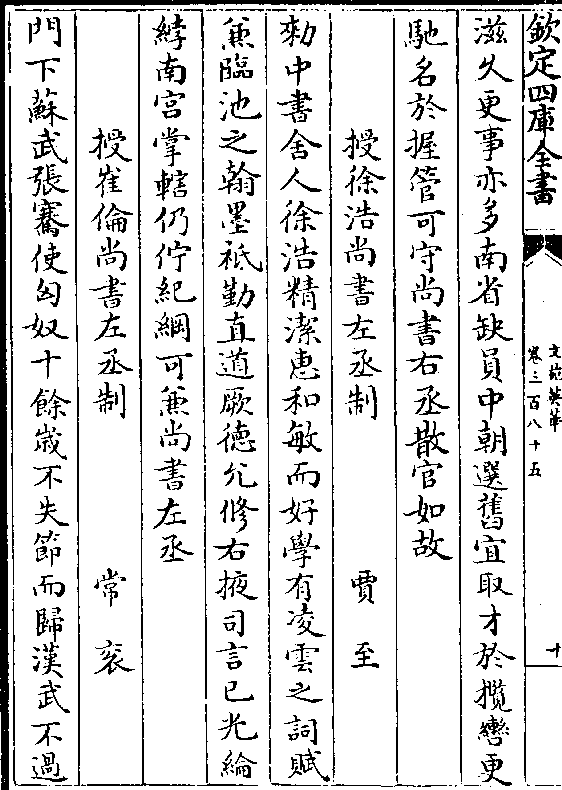 欽定四庫全書
文苑英華
卷三百八十五
十
滋久更事亦多南省缺員中朝選舊宜取才於攬轡更
馳名於握管可守尚書右丞散官如故
授徐浩尚書左丞制 賈至
勑中書舍人徐浩精潔惠和敏而好學有凌雲之詞賦
兼臨池之翰墨祗勤直道厥德允修右掖司言已光綸
綍南宫掌轄仍佇紀綱可兼尚書左丞
授崔倫尚書左丞制 常衮
門下蘇武張騫使匈奴十餘歳不失節而歸漢武不過